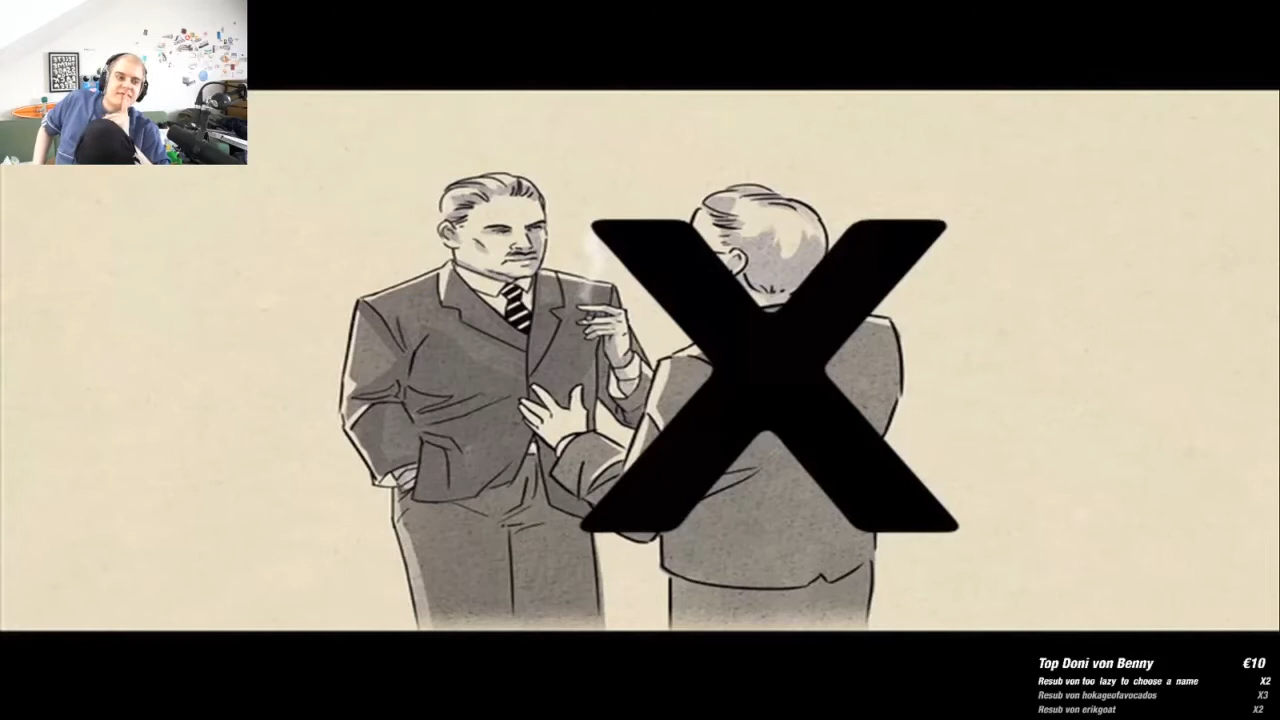 X
Top Doni von Benny €10
Resub von too lazy to choose a name X2
Resub von hokageofavocados X3
Resub von erikgoat X2